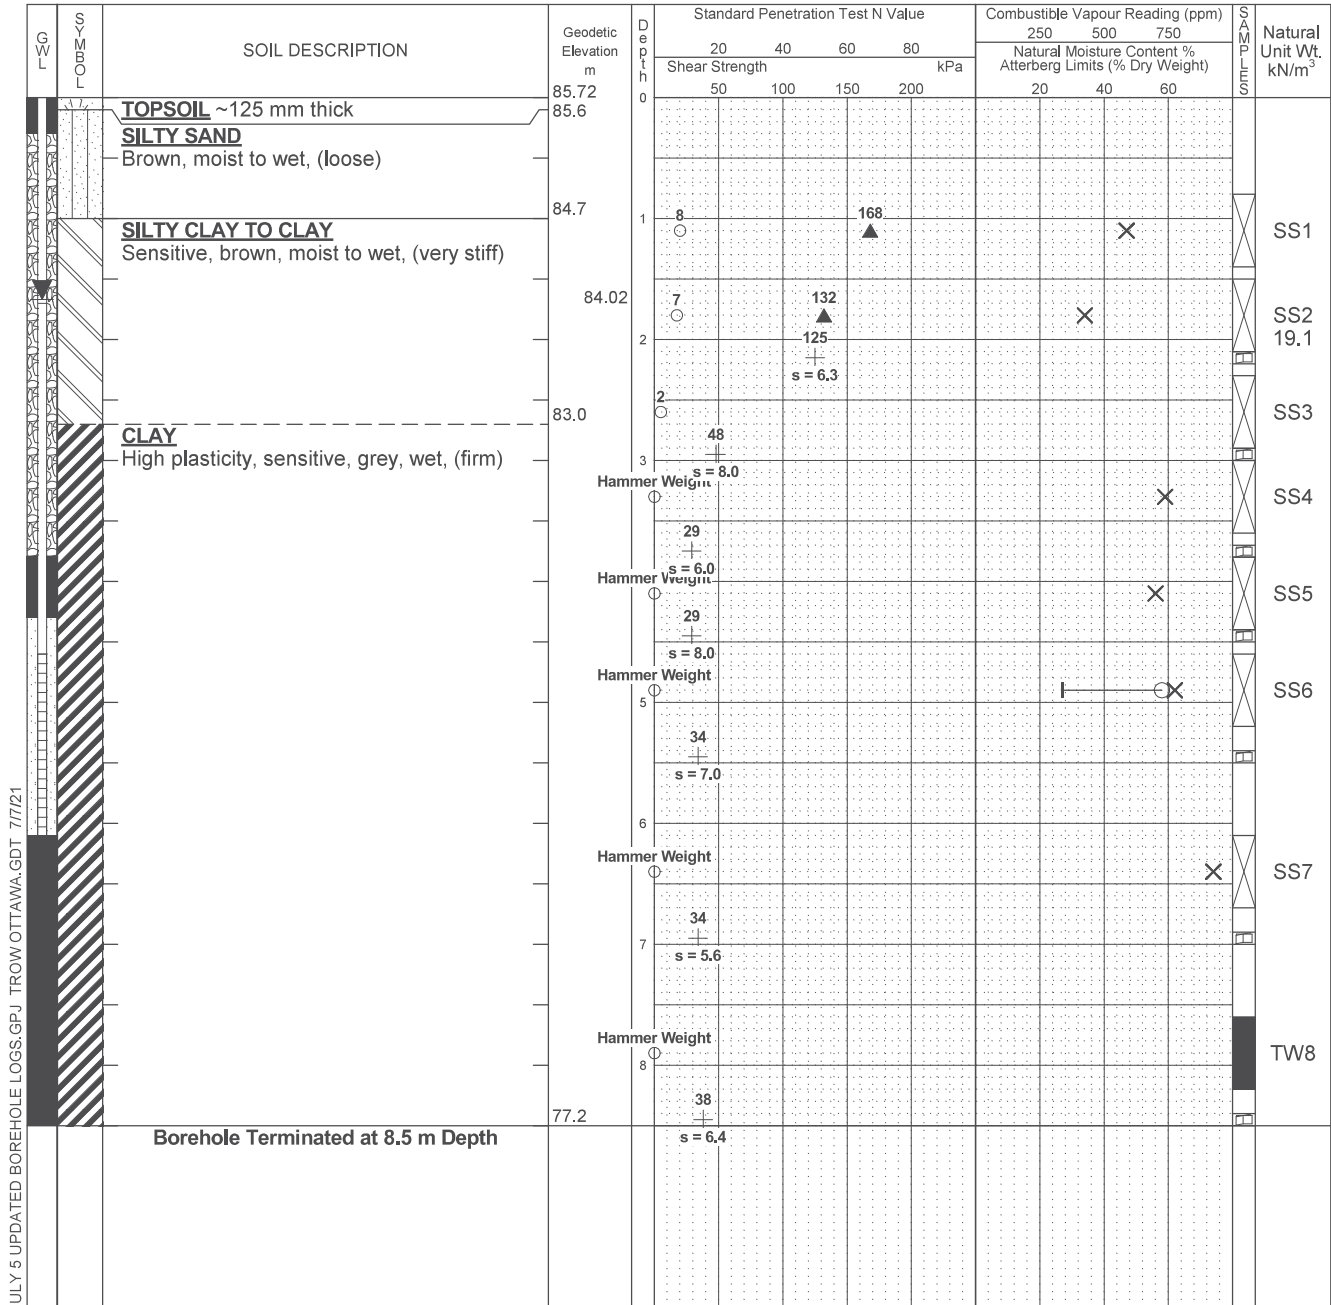 GWL
SYMBOL
SOIL DESCRIPTION
Geodetic
Elevation
m
Depth
Standard Penetration Test N Value
20 40 60 80
Shear Strength kPa
50 100 150 200
Combustible Vapour Reading (ppm)
250 500 750
Natural Moisture Content %
Atterberg Limits (% Dry Weight)
20 40 60
SAMPLES
Natural
Unit Wt.
kN/m³
85.72
0
TOPSOIL ~125 mm thick
85.6
SILTY SAND
Brown, moist to wet, (loose)
84.7
1
8
168
SS1
SILTY CLAY TO CLAY
Sensitive, brown, moist to wet, (very stiff)
84.02
7
132
SS2
19.1
2
125
s = 6.3
2
83.0
SS3
CLAY
High plasticity, sensitive, grey, wet, (firm)
48
3
s = 8.0
Hammer Weight
SS4
29
s = 6.0
Hammer Weight
SS5
29
s = 8.0
Hammer Weight
SS6
5
34
s = 7.0
6
Hammer Weight
SS7
34
7
s = 5.6
Hammer Weight
TW8
8
38
77.2
s = 6.4
Borehole Terminated at 8.5 m Depth
ULY 5 UPDATED BOREHOLE LOGS.GPJ TROW OTTAWA.GDT 7/7/21